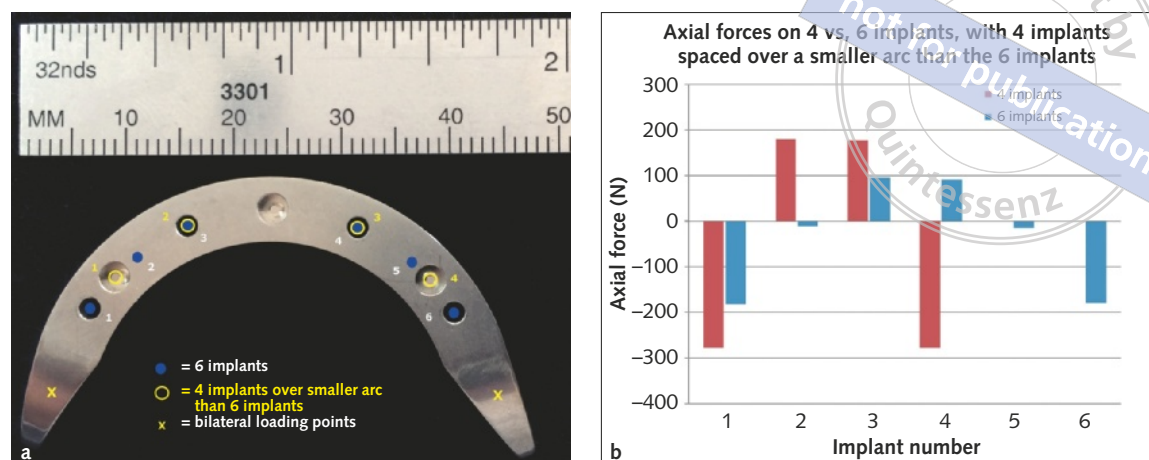 32nds
1
2
3301
MM
10
20
30
40
50
2
3
1
2
3
4
5
4
1
6
= 6 implants
= 4 implants over smaller arc
than 6 implants
x = bilateral loading points
a
Axial forces on 4 vs. 6 implants, with 4 implants
spaced over a smaller arc than the 6 implants
4 implants
6 implants
300
200
100
0
−100
−200
−300
−400
Axial force (N)
1
2
3
4
5
6
Implant number
b
not for publication
by
Quintessenz